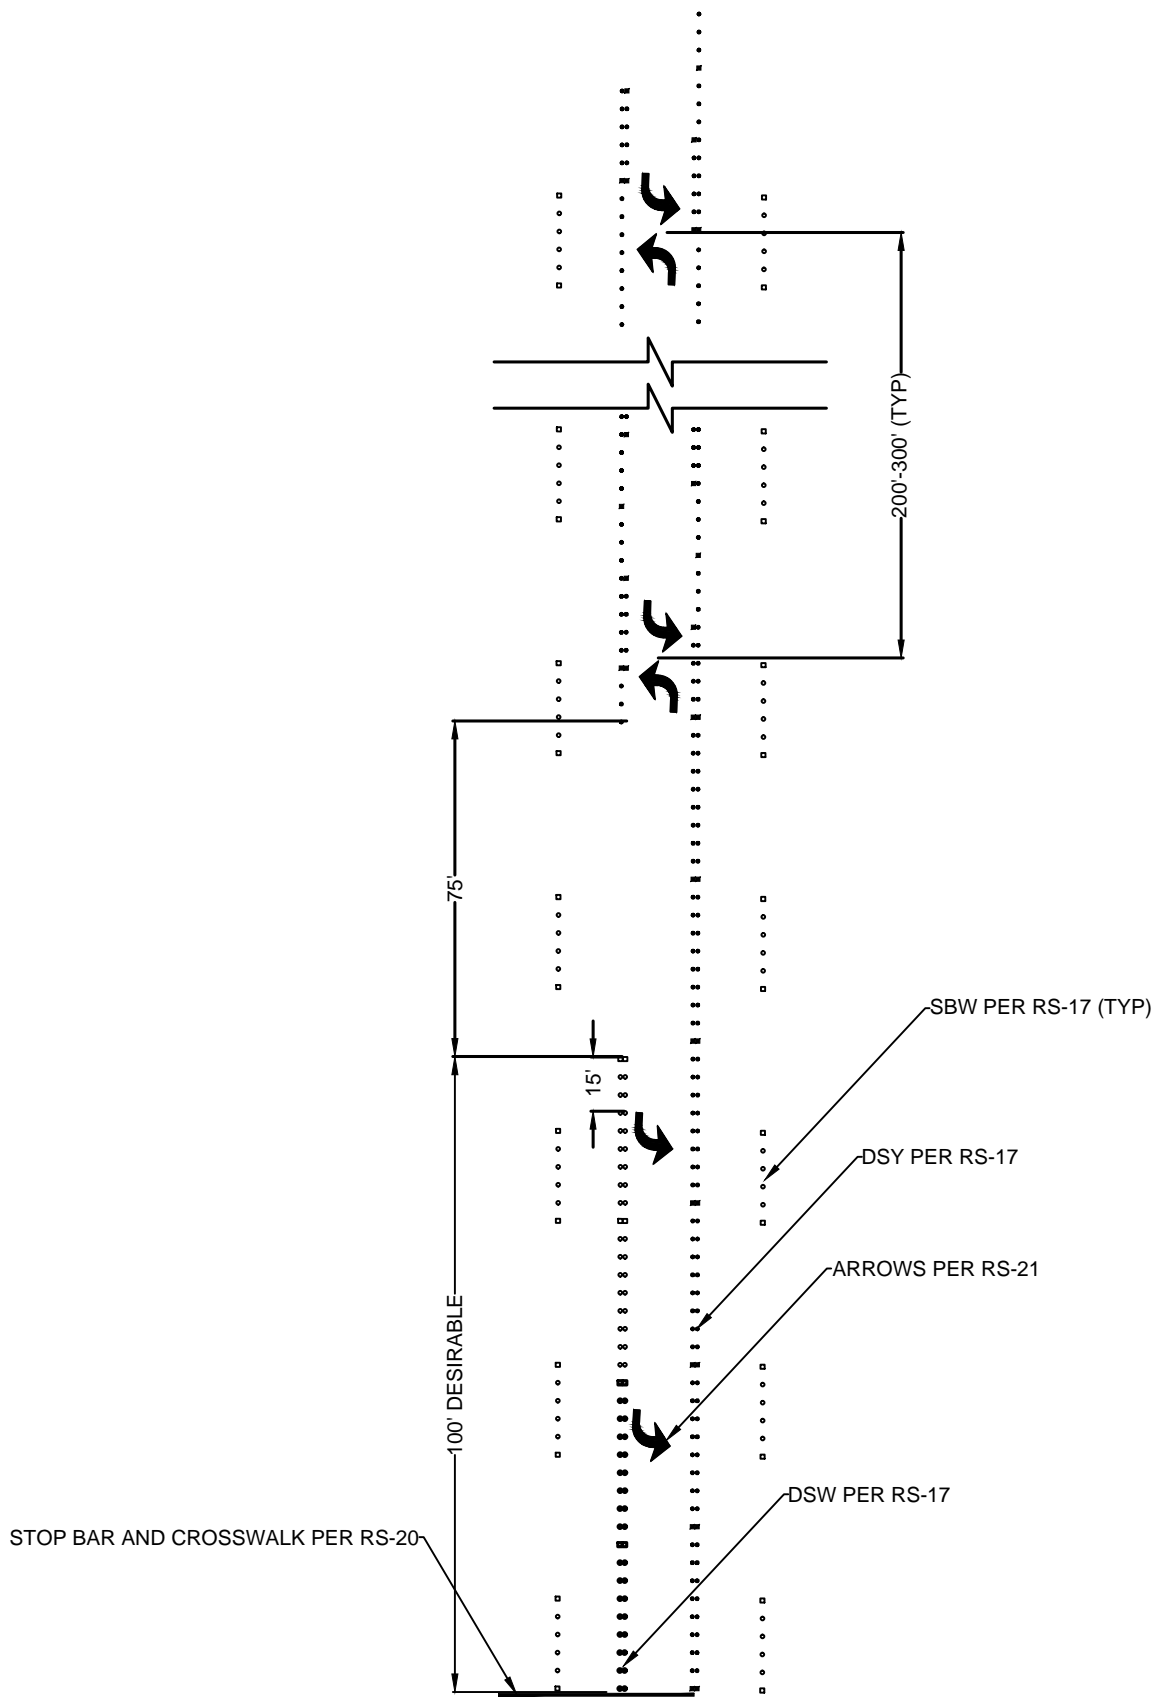 200'-300' (TYP)
75'
SBW PER RS-17 (TYP)
15'
DSY PER RS-17
ARROWS PER RS-21
100' DESIRABLE
DSW PER RS-17
STOP BAR AND CROSSWALK PER RS-20